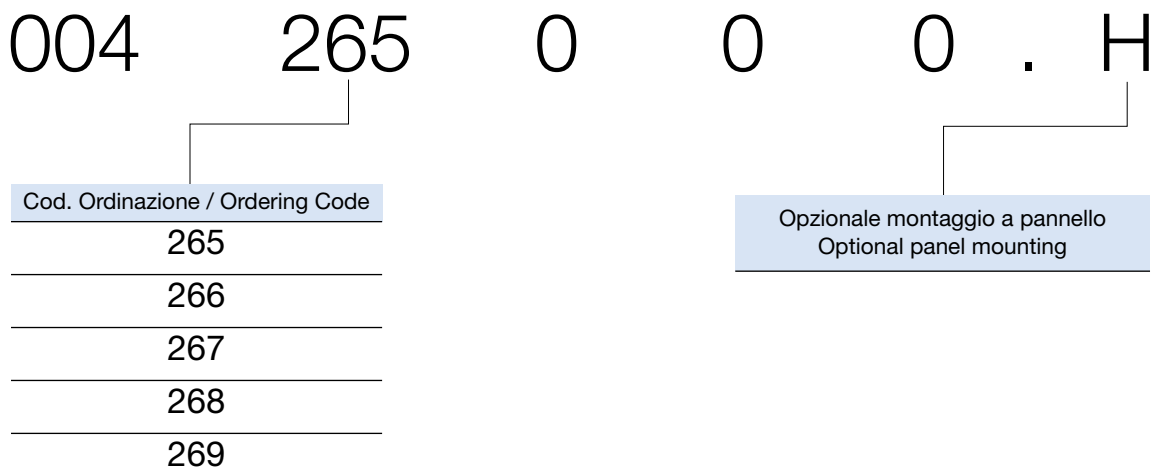 004 265 0 0 0 . H
Cod. Ordinazione / Ordering Code
265
266
267
268
269
Opzionale montaggio a pannello
Optional panel mounting